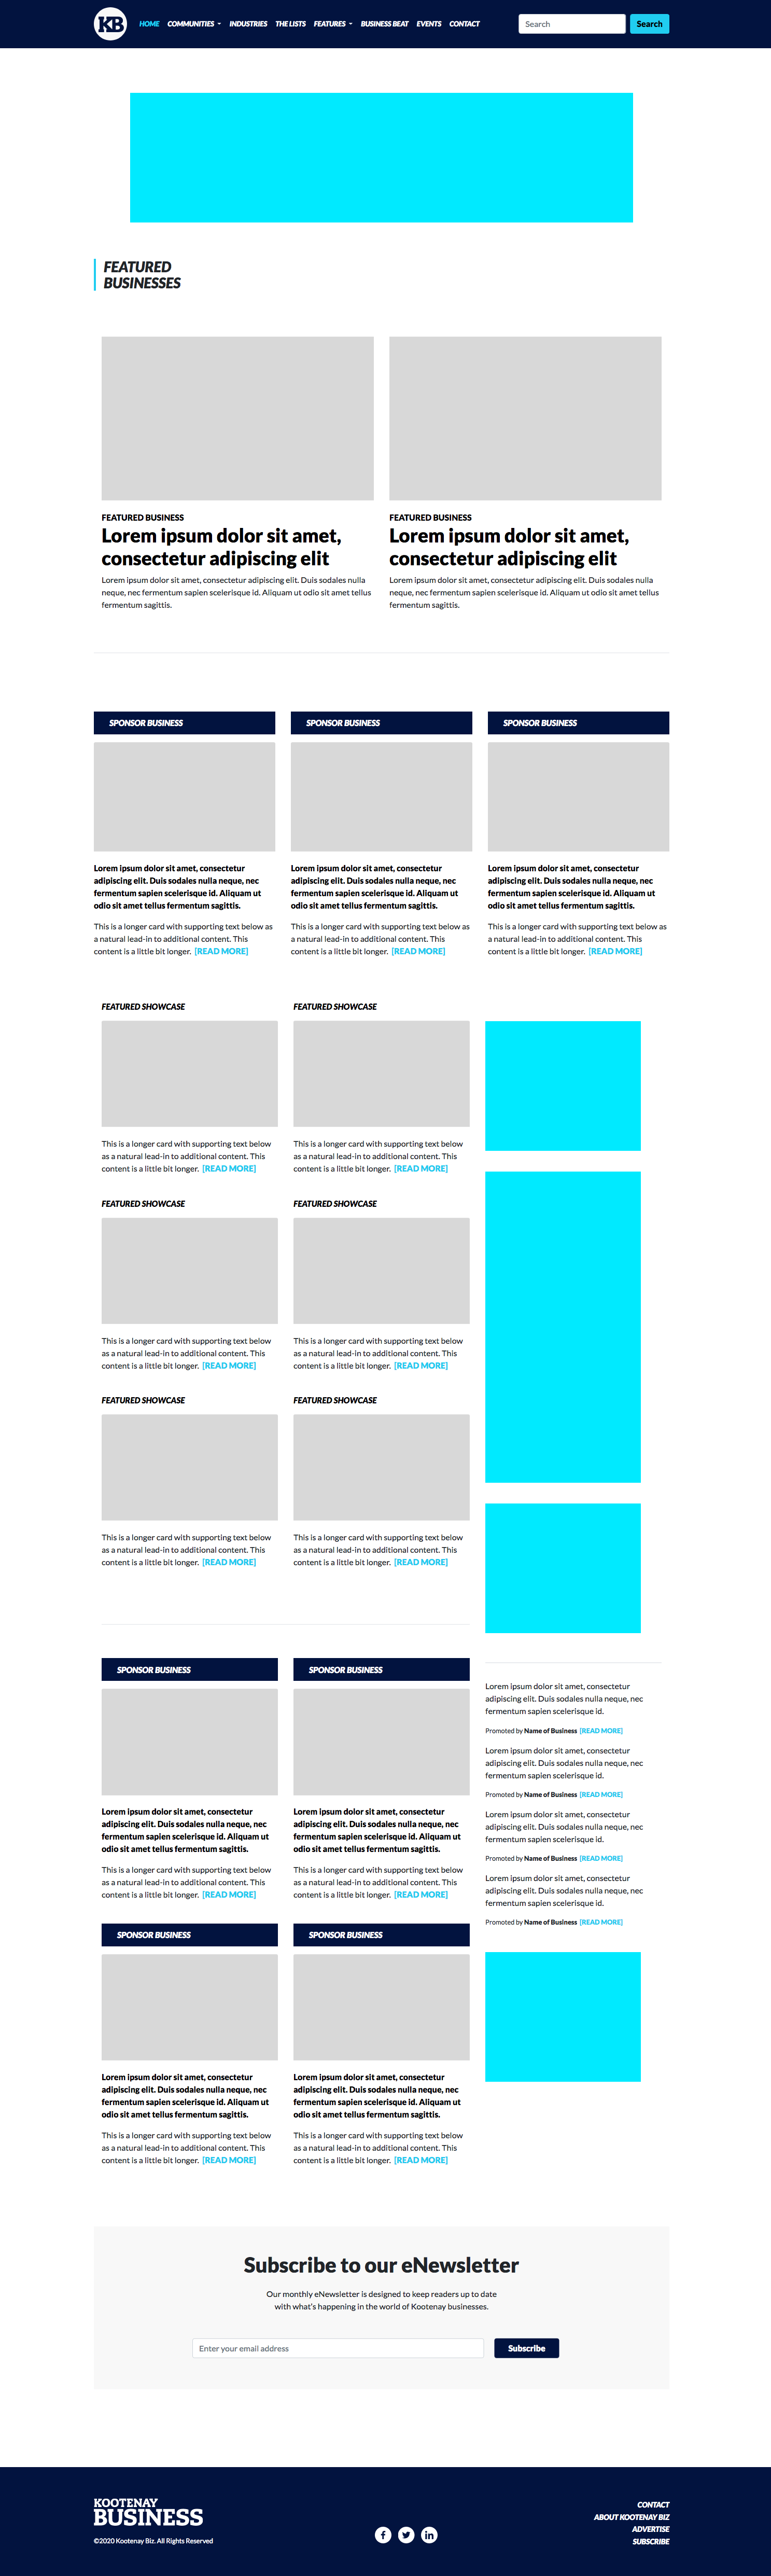 KB
HOME COMMUNITIES INDUSTRIES THE LISTS FEATURES BUSINESS BEAT EVENTS CONTACT
Search Search
FEATURED
BUSINESSES
FEATURED BUSINESS
Lorem ipsum dolor sit amet,
consectetur adipiscing elit
Lorem ipsum dolor sit amet, consectetur adipiscing elit. Duis sodales nulla
neque, nec fermentum sapien scelerisque id. Aliquam ut odio sit amet tellus
fermentum sagittis.
FEATURED BUSINESS
Lorem ipsum dolor sit amet,
consectetur adipiscing elit
Lorem ipsum dolor sit amet, consectetur adipiscing elit. Duis sodales nulla
neque, nec fermentum sapien scelerisque id. Aliquam ut odio sit amet tellus
fermentum sagittis.
SPONSOR BUSINESS
Lorem ipsum dolor sit amet, consectetur
adipiscing elit. Duis sodales nulla neque, nec
fermentum sapien scelerisque id. Aliquam ut
odio sit amet tellus fermentum sagittis.
This is a longer card with supporting text below as
a natural lead-in to additional content. This
content is a little bit longer. [READ MORE]
SPONSOR BUSINESS
Lorem ipsum dolor sit amet, consectetur
adipiscing elit. Duis sodales nulla neque, nec
fermentum sapien scelerisque id. Aliquam ut
odio sit amet tellus fermentum sagittis.
This is a longer card with supporting text below as
a natural lead-in to additional content. This
content is a little bit longer. [READ MORE]
SPONSOR BUSINESS
Lorem ipsum dolor sit amet, consectetur
adipiscing elit. Duis sodales nulla neque, nec
fermentum sapien scelerisque id. Aliquam ut
odio sit amet tellus fermentum sagittis.
This is a longer card with supporting text below as
a natural lead-in to additional content. This
content is a little bit longer. [READ MORE]
FEATURED SHOWCASE
This is a longer card with supporting text below
as a natural lead-in to additional content. This
content is a little bit longer. [READ MORE]
FEATURED SHOWCASE
This is a longer card with supporting text below
as a natural lead-in to additional content. This
content is a little bit longer. [READ MORE]
FEATURED SHOWCASE
This is a longer card with supporting text below
as a natural lead-in to additional content. This
content is a little bit longer. [READ MORE]
FEATURED SHOWCASE
This is a longer card with supporting text below
as a natural lead-in to additional content. This
content is a little bit longer. [READ MORE]
FEATURED SHOWCASE
This is a longer card with supporting text below
as a natural lead-in to additional content. This
content is a little bit longer. [READ MORE]
FEATURED SHOWCASE
This is a longer card with supporting text below
as a natural lead-in to additional content. This
content is a little bit longer. [READ MORE]
SPONSOR BUSINESS
Lorem ipsum dolor sit amet, consectetur
adipiscing elit. Duis sodales nulla neque, nec
fermentum sapien scelerisque id. Aliquam ut
odio sit amet tellus fermentum sagittis.
This is a longer card with supporting text below
as a natural lead-in to additional content. This
content is a little bit longer. [READ MORE]
SPONSOR BUSINESS
Lorem ipsum dolor sit amet, consectetur
adipiscing elit. Duis sodales nulla neque, nec
fermentum sapien scelerisque id. Aliquam ut
odio sit amet tellus fermentum sagittis.
This is a longer card with supporting text below
as a natural lead-in to additional content. This
content is a little bit longer. [READ MORE]
SPONSOR BUSINESS
Lorem ipsum dolor sit amet, consectetur
adipiscing elit. Duis sodales nulla neque, nec
fermentum sapien scelerisque id. Aliquam ut
odio sit amet tellus fermentum sagittis.
This is a longer card with supporting text below
as a natural lead-in to additional content. This
content is a little bit longer. [READ MORE]
SPONSOR BUSINESS
Lorem ipsum dolor sit amet, consectetur
adipiscing elit. Duis sodales nulla neque, nec
fermentum sapien scelerisque id. Aliquam ut
odio sit amet tellus fermentum sagittis.
This is a longer card with supporting text below
as a natural lead-in to additional content. This
content is a little bit longer. [READ MORE]
Lorem ipsum dolor sit amet, consectetur
adipiscing elit. Duis sodales nulla neque, nec
fermentum sapien scelerisque id.
Promoted by Name of Business [READ MORE]
Lorem ipsum dolor sit amet, consectetur
adipiscing elit. Duis sodales nulla neque, nec
fermentum sapien scelerisque id.
Promoted by Name of Business [READ MORE]
Lorem ipsum dolor sit amet, consectetur
adipiscing elit. Duis sodales nulla neque, nec
fermentum sapien scelerisque id.
Promoted by Name of Business [READ MORE]
Lorem ipsum dolor sit amet, consectetur
adipiscing elit. Duis sodales nulla neque, nec
fermentum sapien scelerisque id.
Promoted by Name of Business [READ MORE]
Subscribe to our eNewsletter
Our monthly eNewsletter is designed to keep readers up to date
with what's happening in the world of Kootenay businesses.
Enter your email address Subscribe
KOOTENAY
BUSINESS
©2020 Kootenay Biz. All Rights Reserved
CONTACT
ABOUT KOOTENAY BIZ
ADVERTISE
SUBSCRIBE